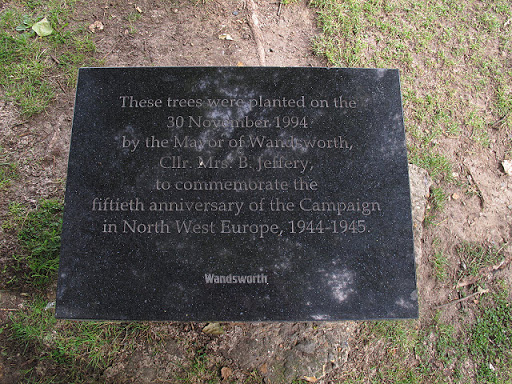 These trees were planted on the
30 November 1994
by the Mayor of Wandsworth,
Cllr. Mrs. B. Jeffery,
to commemorate the
fiftieth anniversary of the Campaign
in North West Europe, 1944-1945.
Wandsworth